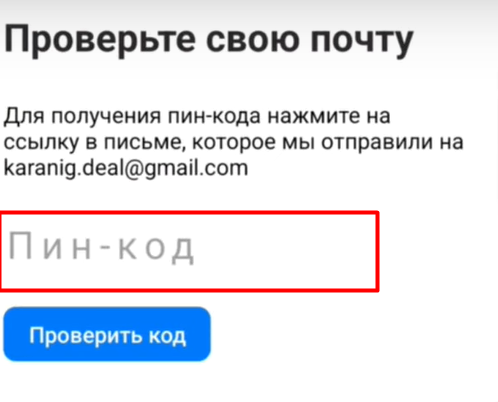 Проверьте свою почту
Для получения пин-кода нажмите на
ссылку в письме, которое мы отправили на
karanig.deal@gmail.com
Пин-код
Проверить код